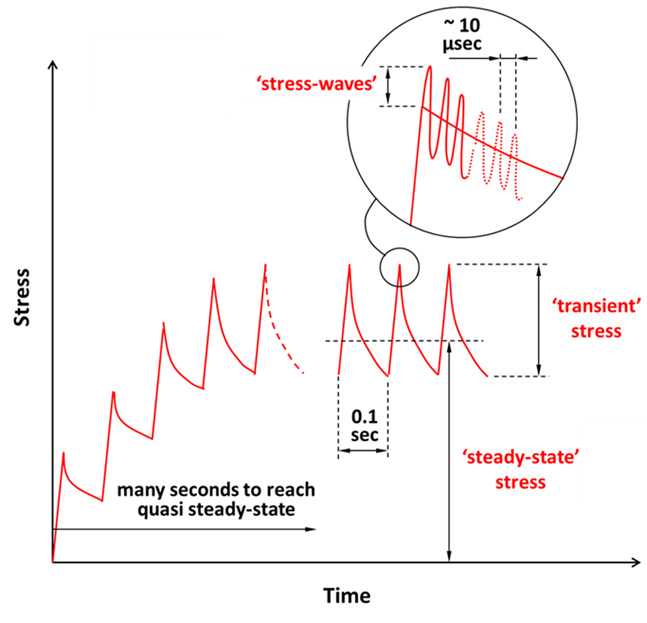 ~ 10
μsec
‘stress-waves’
Stress
‘transient’
stress
0.1
sec
‘steady-state’
stress
many seconds to reach
quasi steady-state
Time